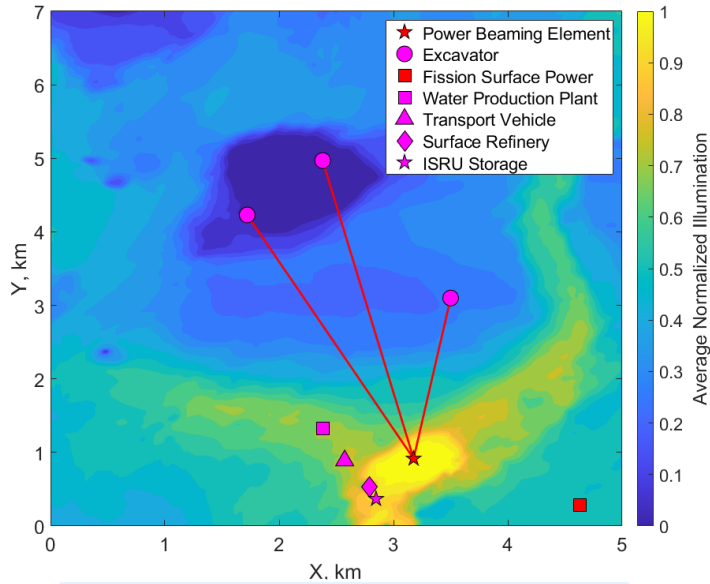 7
6
5
4
3
2
1
0
Y, km
0
1
2
3
4
5
X, km
Power Beaming Element
Excavator
Fission Surface Power
Water Production Plant
Transport Vehicle
Surface Refinery
ISRU Storage
1
0.9
0.8
0.7
0.6
0.5
0.4
0.3
0.2
0.1
0
Average Normalized Illumination